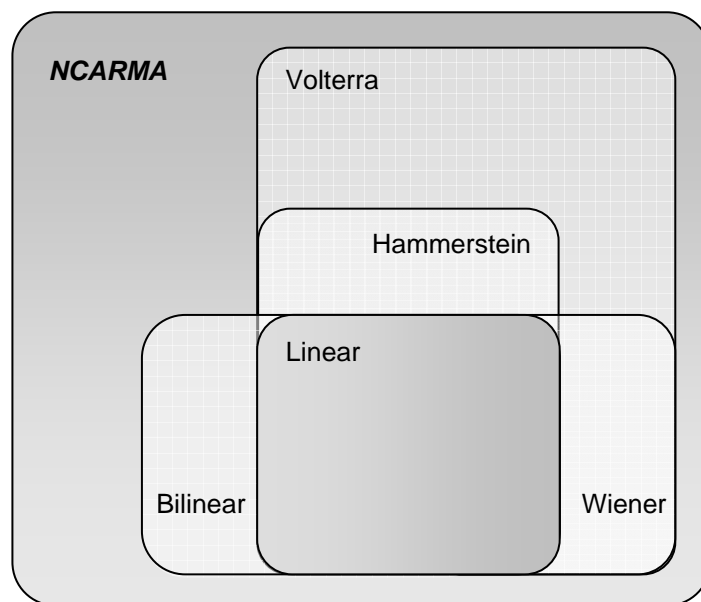 NCARMA
Volterra
Hammerstein
Linear
Bilinear
Wiener